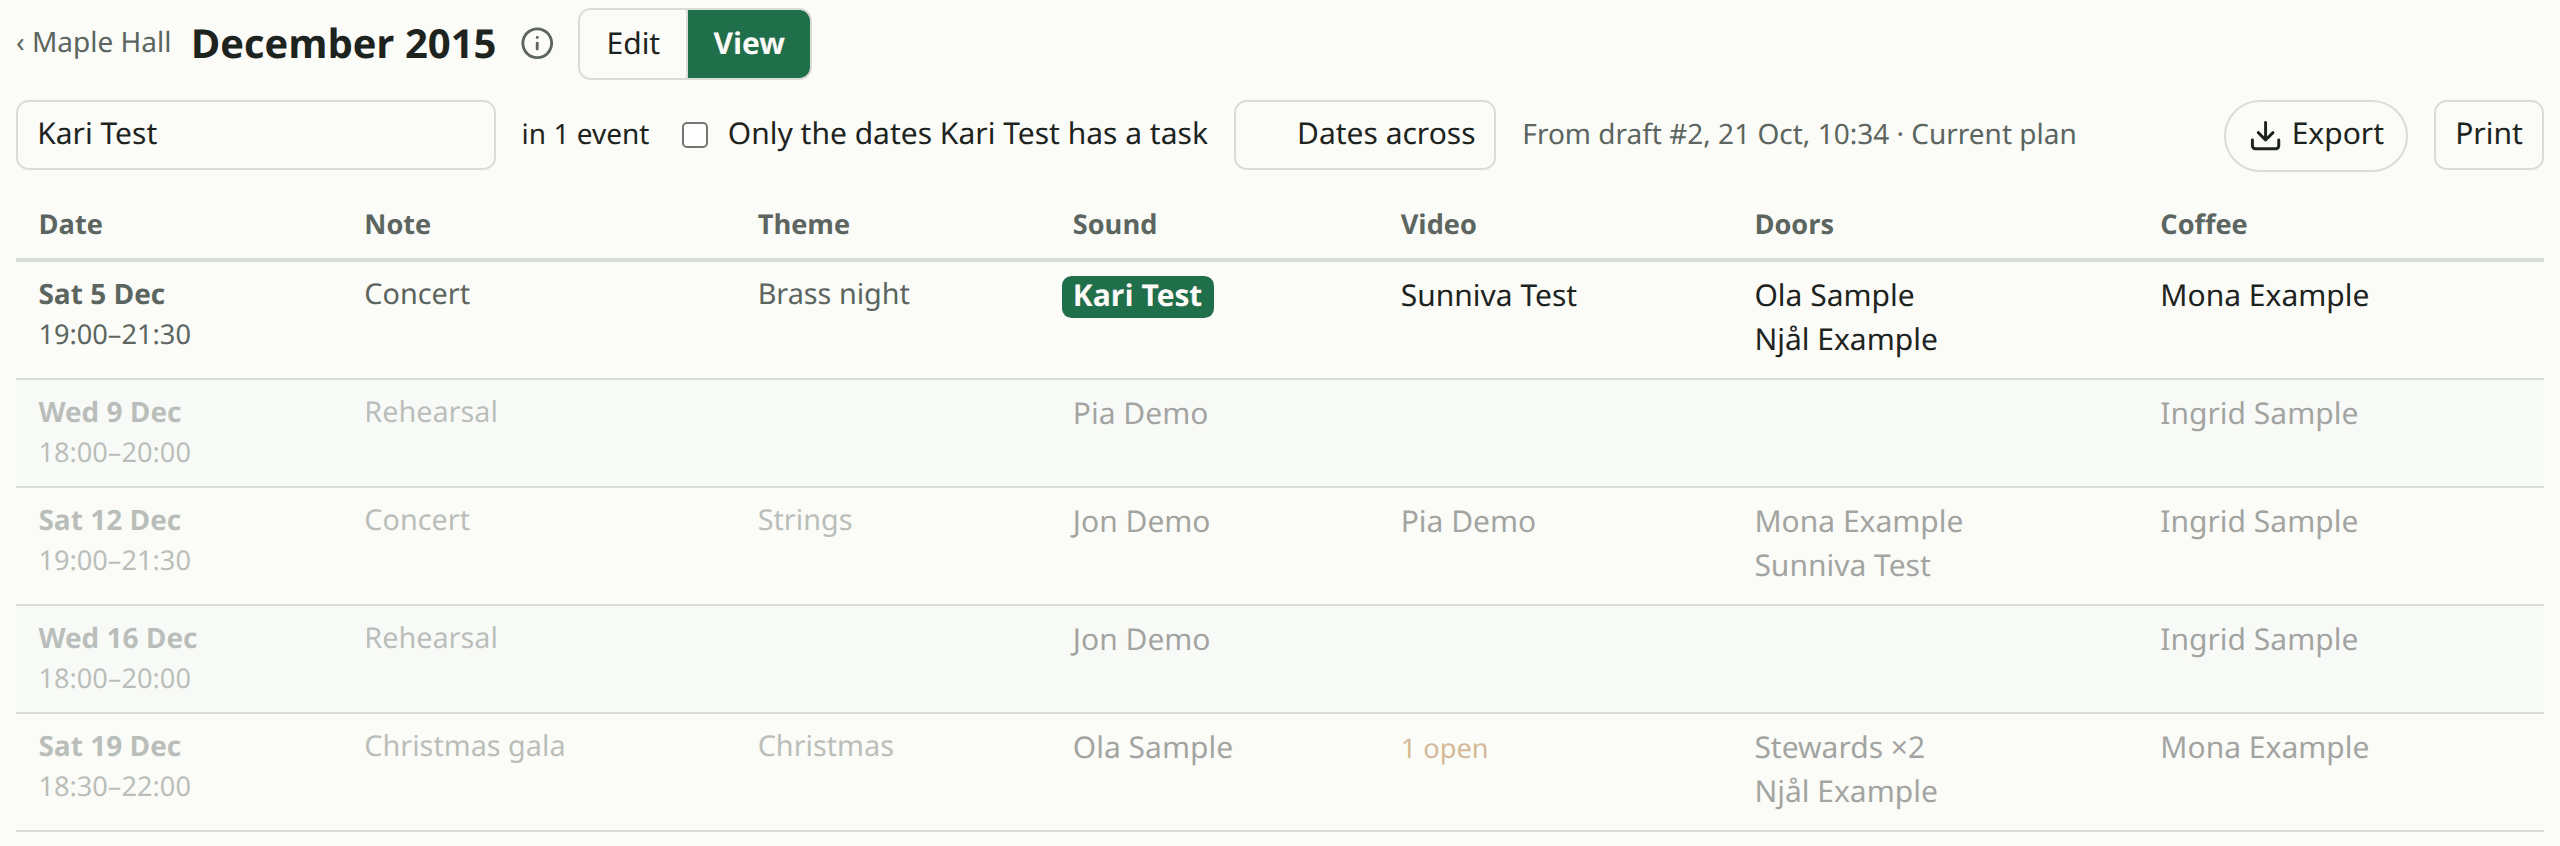 ‹ Maple Hall December 2015 Edit View
Kari Test in 1 event Only the dates Kari Test has a task Dates across From draft #2, 21 Oct, 10:34 · Current plan Export Print
Date Note Theme Sound Video Doors Coffee
Sat 5 Dec Concert Brass night Kari Test Sunniva Test Ola Sample Mona Example
19:00–21:30 Njål Example
Wed 9 Dec Rehearsal Pia Demo Ingrid Sample
18:00–20:00
Sat 12 Dec Concert Strings Jon Demo Pia Demo Mona Example Ingrid Sample
19:00–21:30 Sunniva Test
Wed 16 Dec Rehearsal Jon Demo Ingrid Sample
18:00–20:00
Sat 19 Dec Christmas gala Christmas Ola Sample 1 open Stewards ×2 Mona Example
18:30–22:00 Njål Example